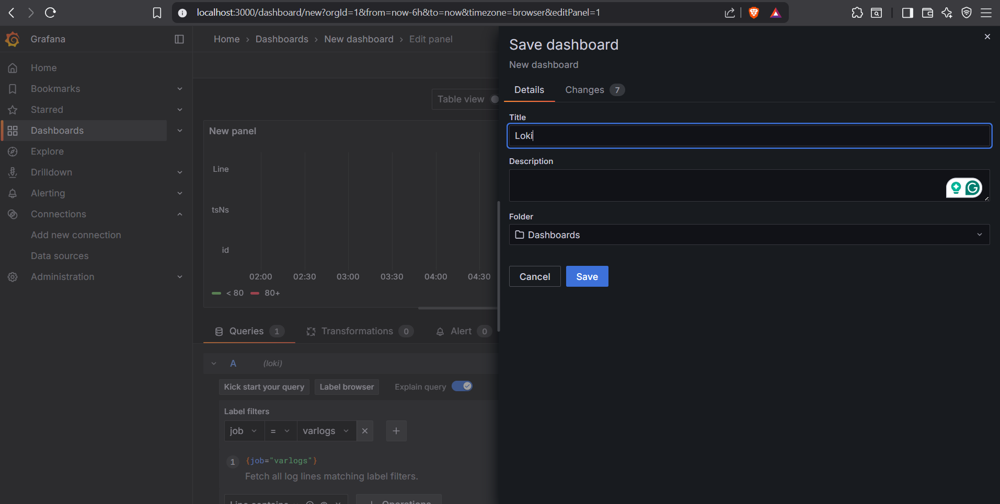 localhost:3000/dashboard/new?orgId=1&from=now-6h&to=now&timezone=browser&editPanel=1
Grafana
Home
Bookmarks
Starred
Dashboards
Explore
Drilldown
Alerting
Connections
Add new connection
Data sources
Administration
Home › Dashboards › New dashboard › Edit panel
Table view
New panel
Line
tsNs
id
02:00 02:30 03:00 03:30 04:00 04:30
< 80 80+
Queries 1 Transformations 0 Alert 0
A (loki)
Kick start your query Label browser Explain query
Label filters
job = varlogs
1 {job="varlogs"}
Fetch all log lines matching label filters.
Line contains
Operations
Save dashboard
New dashboard
Details Changes 7
Title
Loki
Description
Folder
Dashboards
Cancel Save